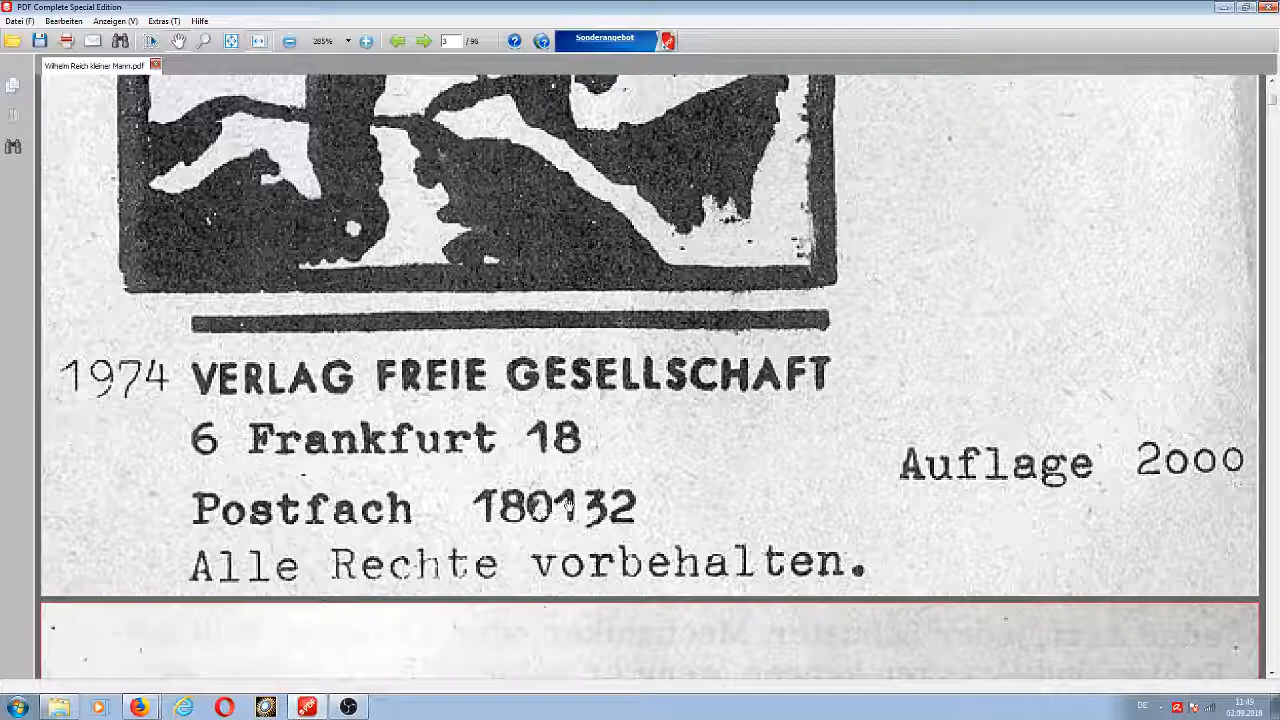 PDF Complete Special Edition
Datei (F) Bearbeiten Anzeigen (V) Extras (T) Hilfe
285% 3 / 96 Sonderangebot
Wilhelm Reich kleiner Mann.pdf
1974 VERLAG FREIE GESELLSCHAFT
6 Frankfurt 18
Auflage 2000
Postfach 180132
Alle Rechte vorbehalten.
DE 11:49
02.09.2018